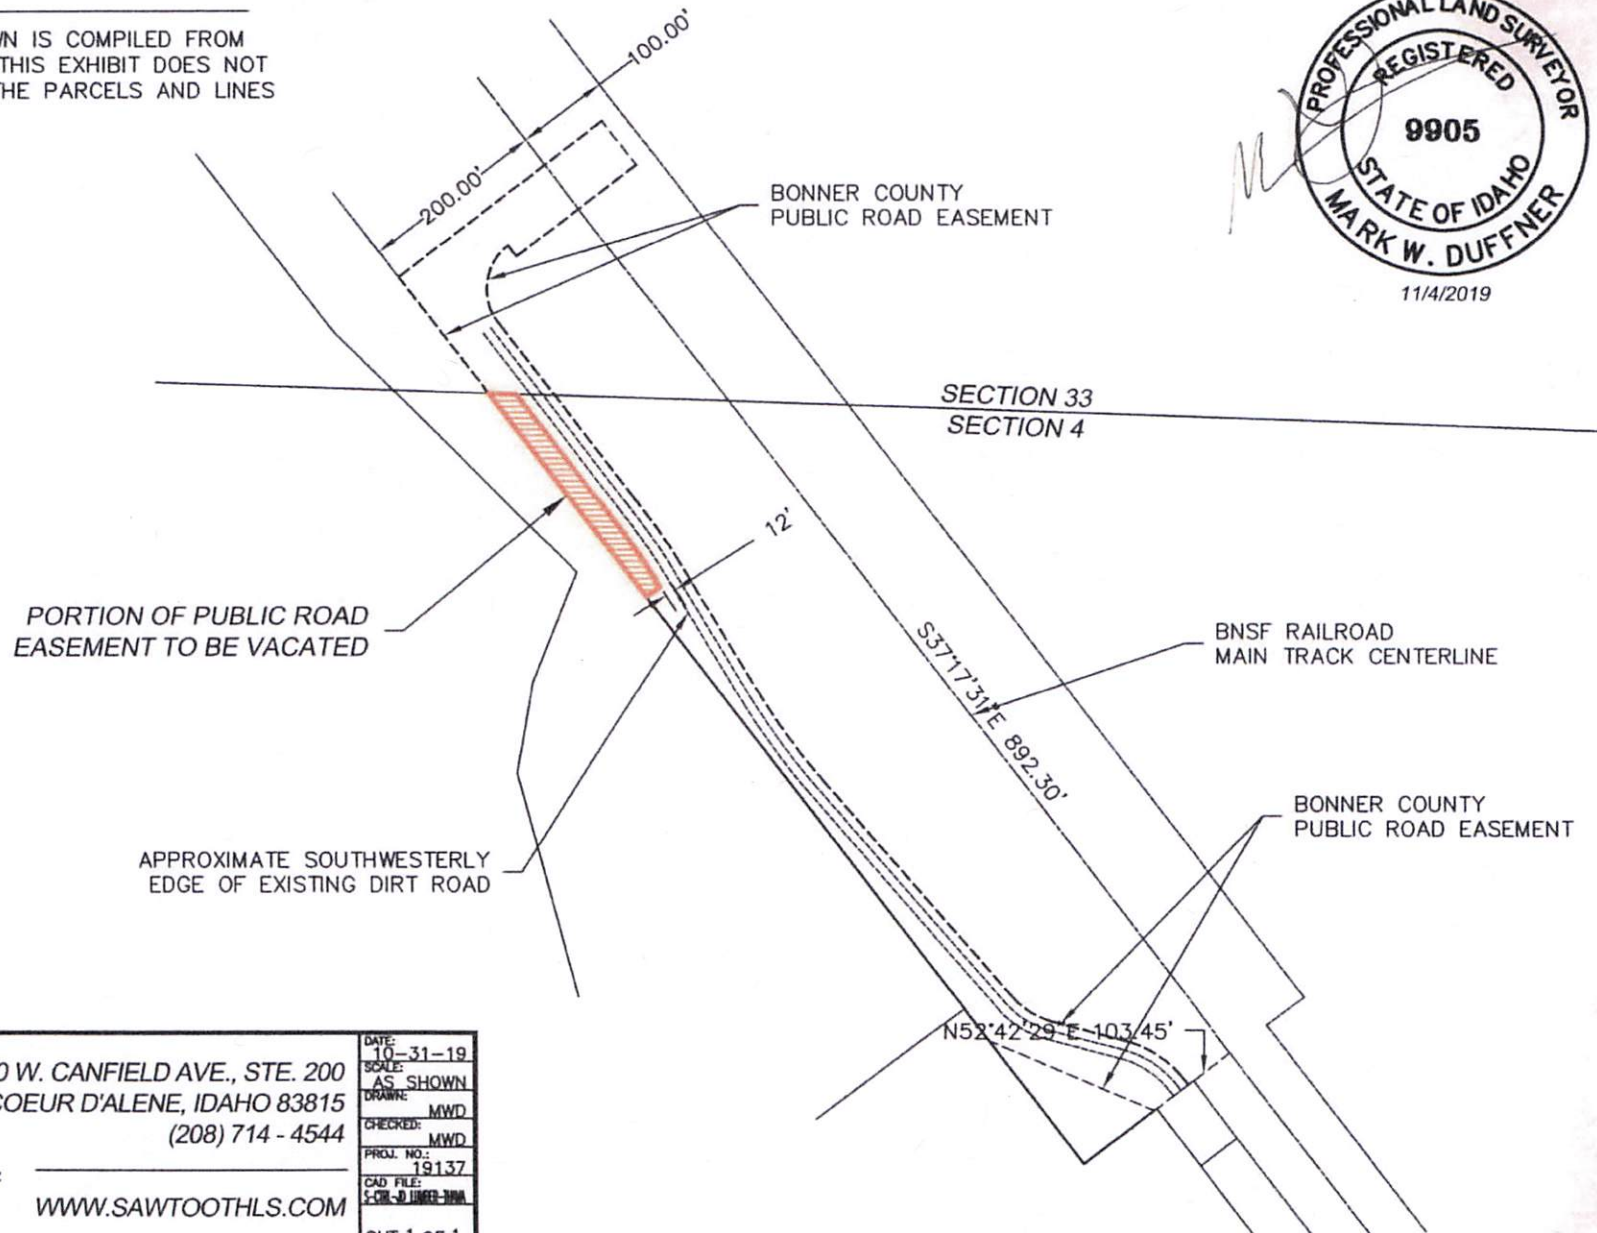 WN IS COMPILED FROM
THIS EXHIBIT DOES NOT
THE PARCELS AND LINES
100.00'
200.00'
BONNER COUNTY
PUBLIC ROAD EASEMENT
PROFESSIONAL LAND SURVEYOR
REGISTERED
9905
STATE OF IDAHO
MARK W. DUFFNER
11/4/2019
SECTION 33
SECTION 4
12'
PORTION OF PUBLIC ROAD
EASEMENT TO BE VACATED
S37°17'31"E 892.30'
BNSF RAILROAD
MAIN TRACK CENTERLINE
BONNER COUNTY
PUBLIC ROAD EASEMENT
APPROXIMATE SOUTHWESTERLY
EDGE OF EXISTING DIRT ROAD
N52°42'29"E 103.45'
0 W. CANFIELD AVE., STE. 200
COEUR D'ALENE, IDAHO 83815
(208) 714 - 4544
WWW.SAWTOOTHLS.COM
DATE:
10-31-19
SCALE:
AS SHOWN
DRAWN:
MWD
CHECKED:
MWD
PROJ. NO.:
19137
CAD FILE: